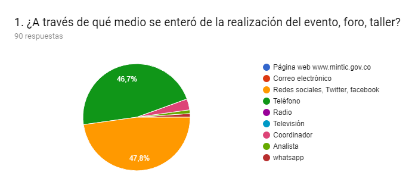 1. ¿A través de qué medio se enteró de la realización del evento, foro, taller?
90 respuestas
46,7%
47,8%
Página web www.mintic.gov.co
Correo electrónico
Redes sociales, Twitter, facebook
Teléfono
Radio
Televisión
Coordinador
Analista
whatsapp